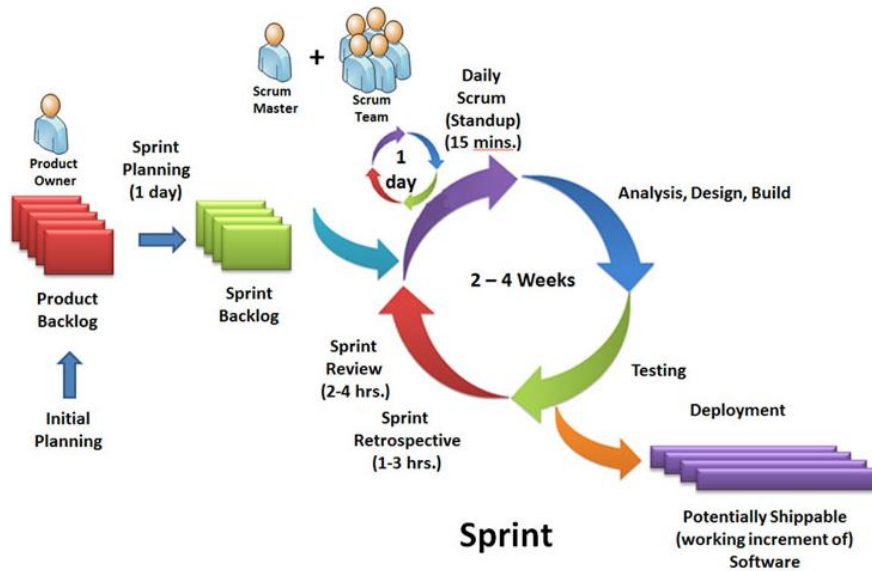 Scrum
Master
+
Scrum
Team
Daily
Scrum
(Standup)
(15 mins.)
Product
Owner
Sprint
Planning
(1 day)
1
day
Analysis, Design, Build
2 – 4 Weeks
Product
Backlog
Sprint
Backlog
Initial
Planning
Sprint
Review
(2-4 hrs.)
Sprint
Retrospective
(1-3 hrs.)
Testing
Deployment
Potentially Shippable
(working increment of)
Software
Sprint